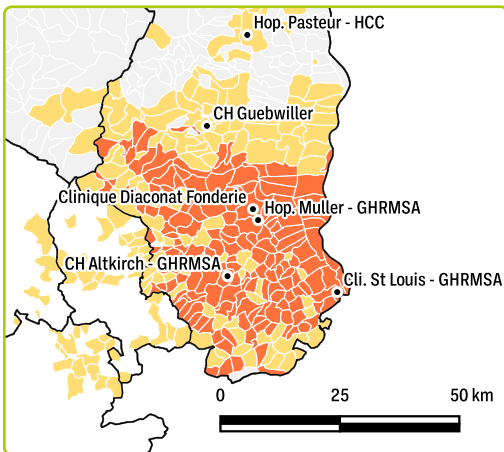 Hop. Pasteur - HCC
CH Guebwiller
Clinique Diaconat Fonderie
Hop. Muller - GHRMSA
CH Altkirch - GHRMSA
Cli. St Louis - GHRMSA
0 25 50 km